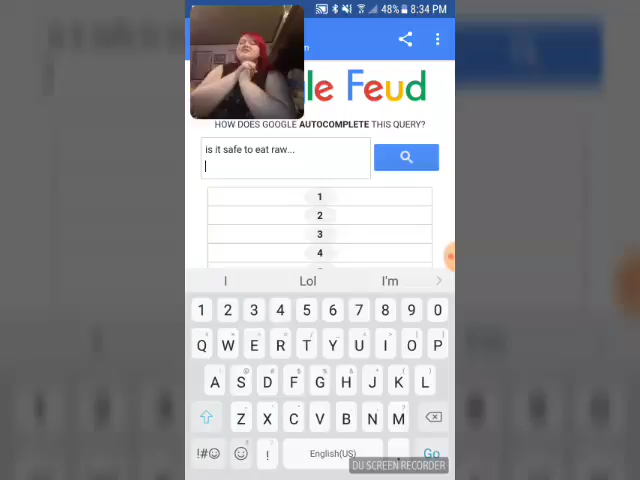 48% 8:34 PM
n
le Feud
HOW DOES GOOGLE AUTOCOMPLETE THIS QUERY?
is it safe to eat raw...
1
2
3
4
I Lol I'm
1 2 3 4 5 6 7 8 9 0
Q W E R T Y U I O P
A S D F G H J K L
Z X C V B N M
!#☺ ! English(US) . Go
DU SCREEN RECORDER